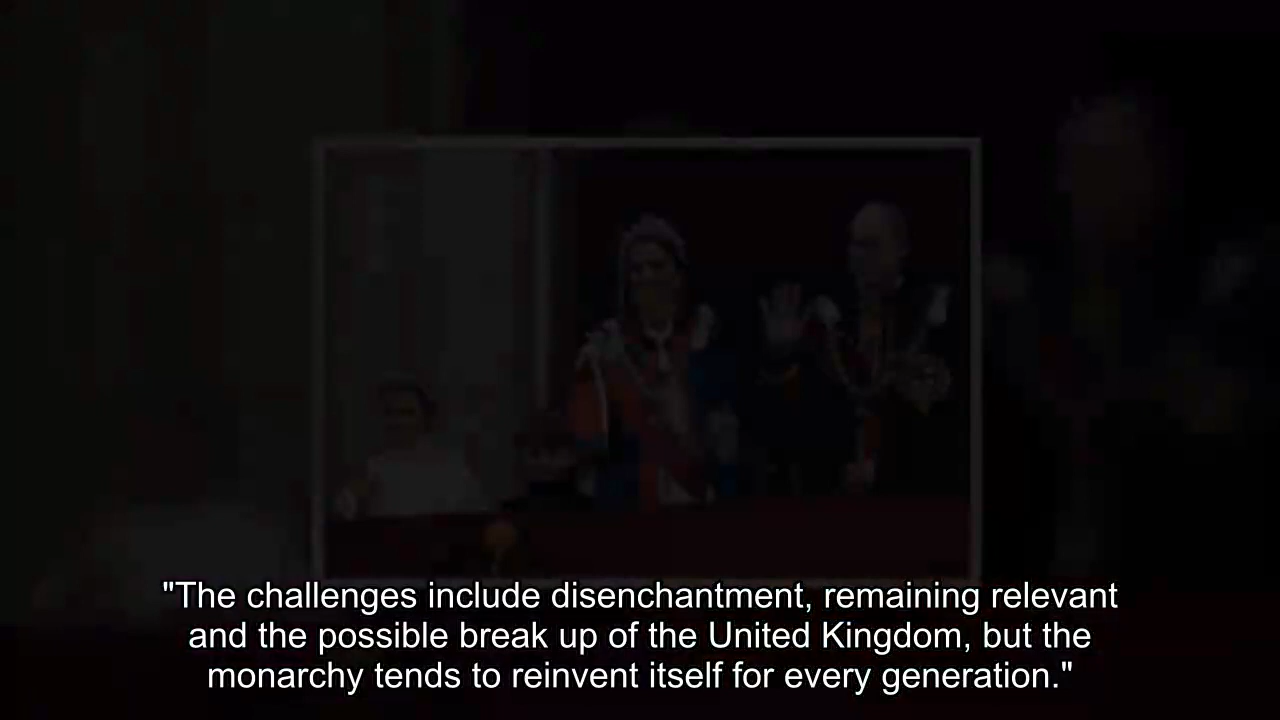 "The challenges include disenchantment, remaining relevant
and the possible break up of the United Kingdom, but the
monarchy tends to reinvent itself for every generation."